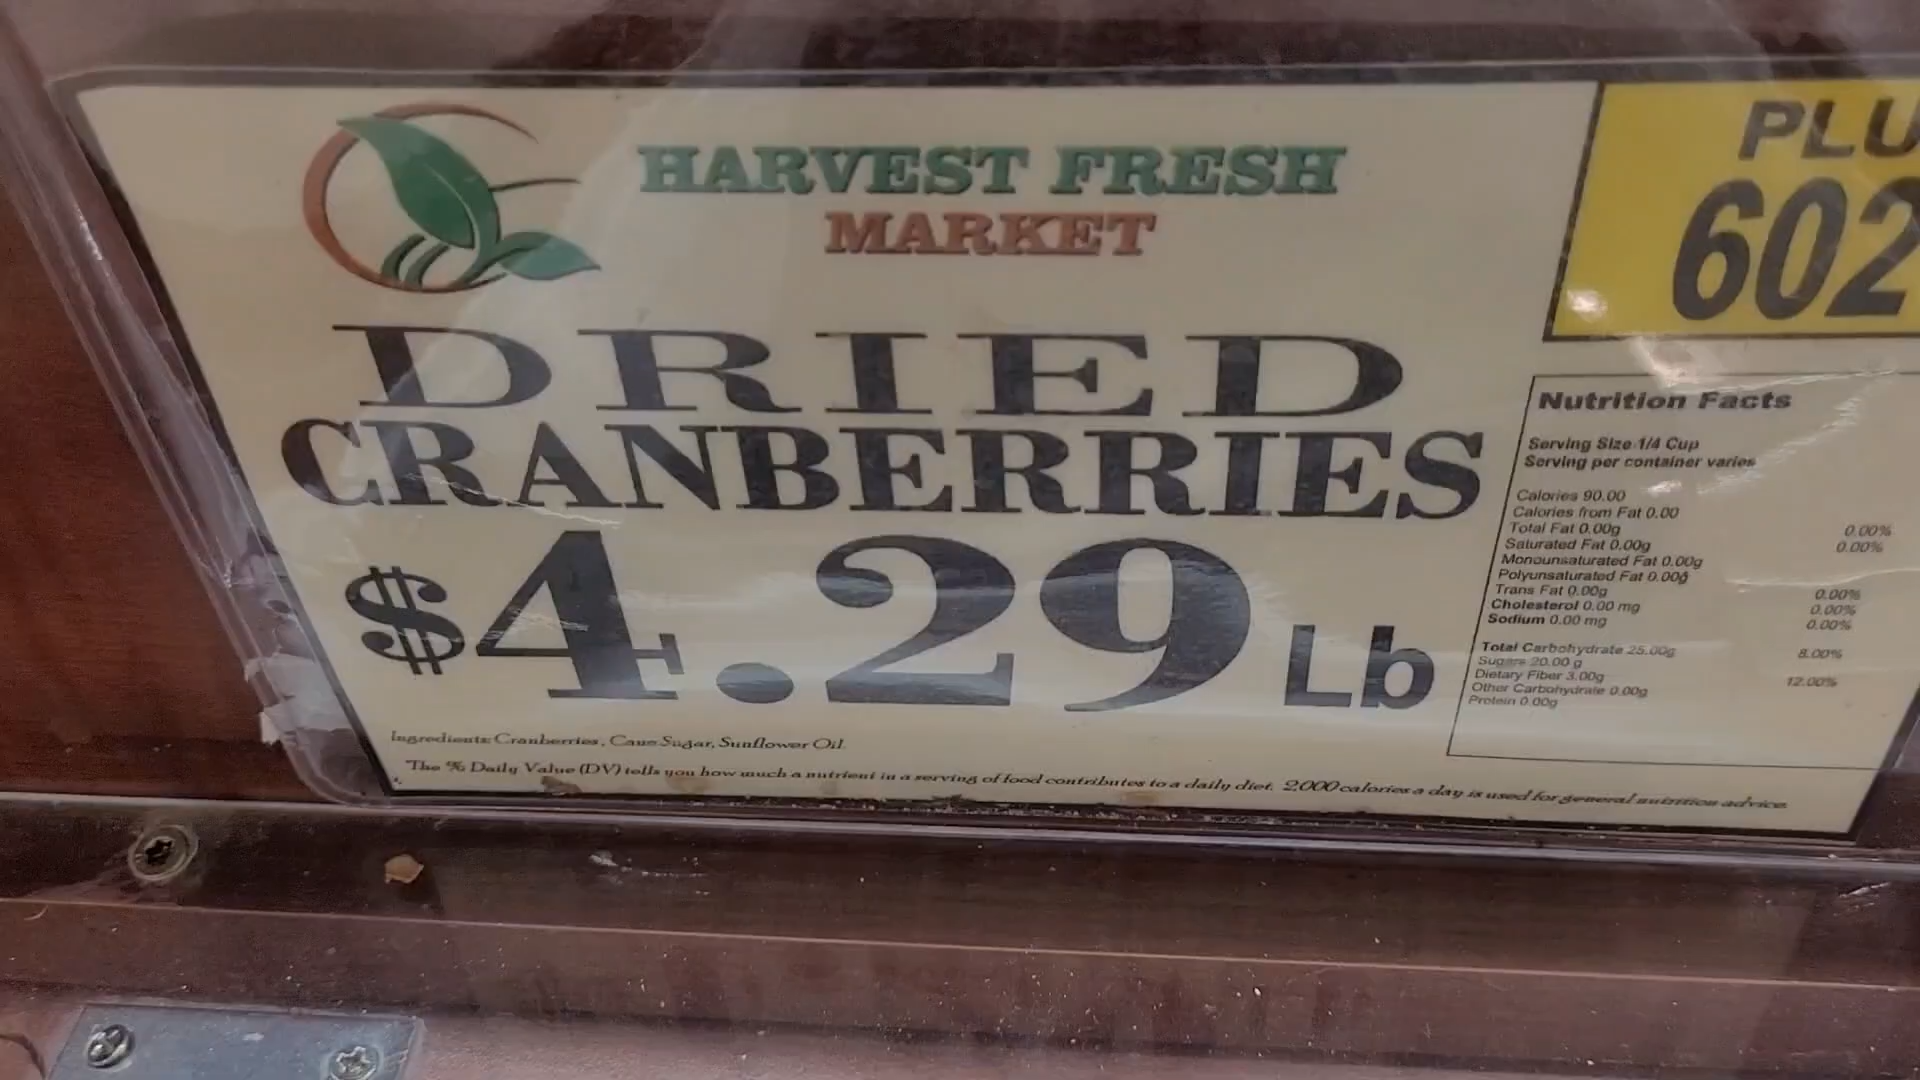 HARVEST FRESH
MARKET
PLU
602
DRIED
CRANBERRIES
$4.29 Lb
Nutrition Facts
Serving Size 1/4 Cup
Serving per container varies
Calories 90.00
Calories from Fat 0.00
Total Fat 0.00g 0.00%
Saturated Fat 0.00g 0.00%
Monounsaturated Fat 0.00g
Polyunsaturated Fat 0.00g
Trans Fat 0.00g 0.00%
Cholesterol 0.00 mg 0.00%
Sodium 0.00 mg 0.00%
Total Carbohydrate 25.00g 8.00%
Sugars 20.00 g
Dietary Fiber 3.00g 12.00%
Other Carbohydrate 0.00g
Protein 0.00g
Ingredients: Cranberries, Cane Sugar, Sunflower Oil.
*The % Daily Value (DV) tells you how much a nutrient in a serving of food contributes to a daily diet. 2,000 calories a day is used for general nutrition advice.